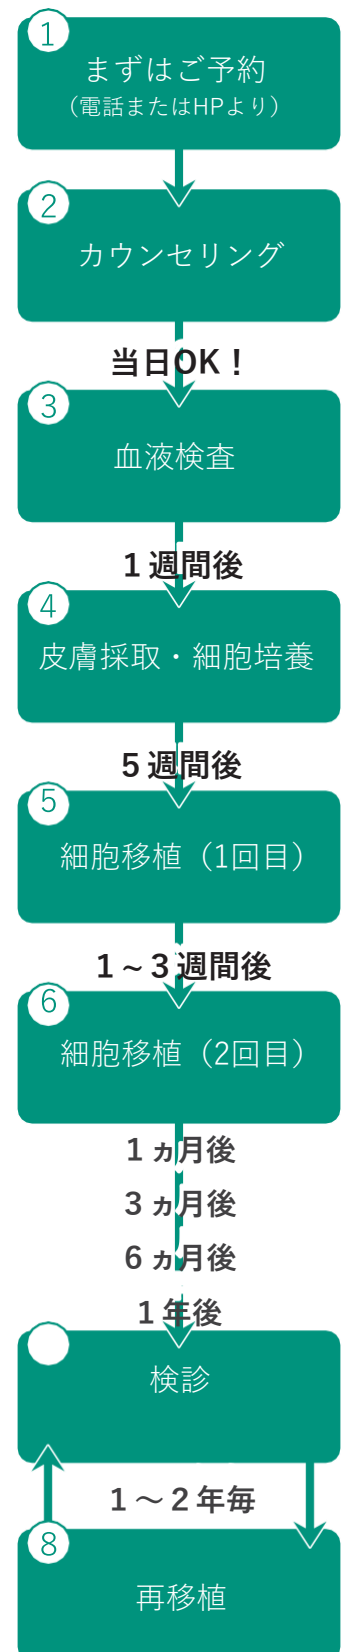 1
まずはご予約
（電話またはHPより）
2
カウンセリング
当日OK！
3
血液検査
1週間後
4
皮膚採取・細胞培養
5週間後
5
細胞移植（1回目）
1~3週間後
6
細胞移植（2回目）
1ヵ月後
3ヵ月後
6ヵ月後
1年後
検診
1～2年毎
8
再移植